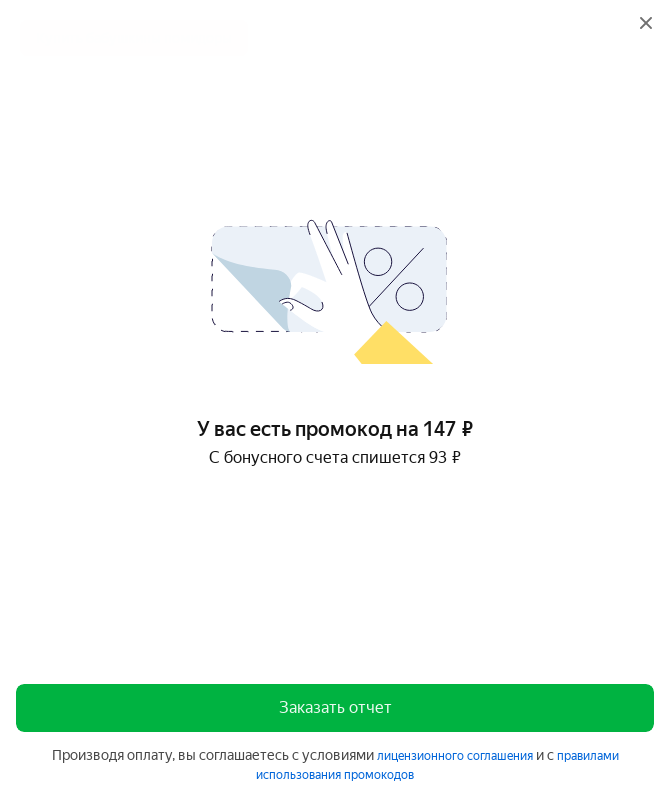 У вас есть промокод на 147 ₽
С бонусного счета спишется 93 ₽
Заказать отчет
Производя оплату, вы соглашаетесь с условиями лицензионного соглашения и с правилами
использования промокодов